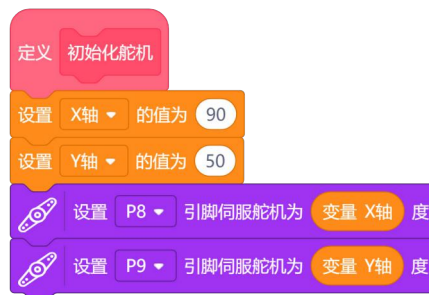 定义 初始化舵机
设置 X轴 的值为 90
设置 Y轴 的值为 50
设置 P8 引脚伺服舵机为 变量 X轴 度
设置 P9 引脚伺服舵机为 变量 Y轴 度